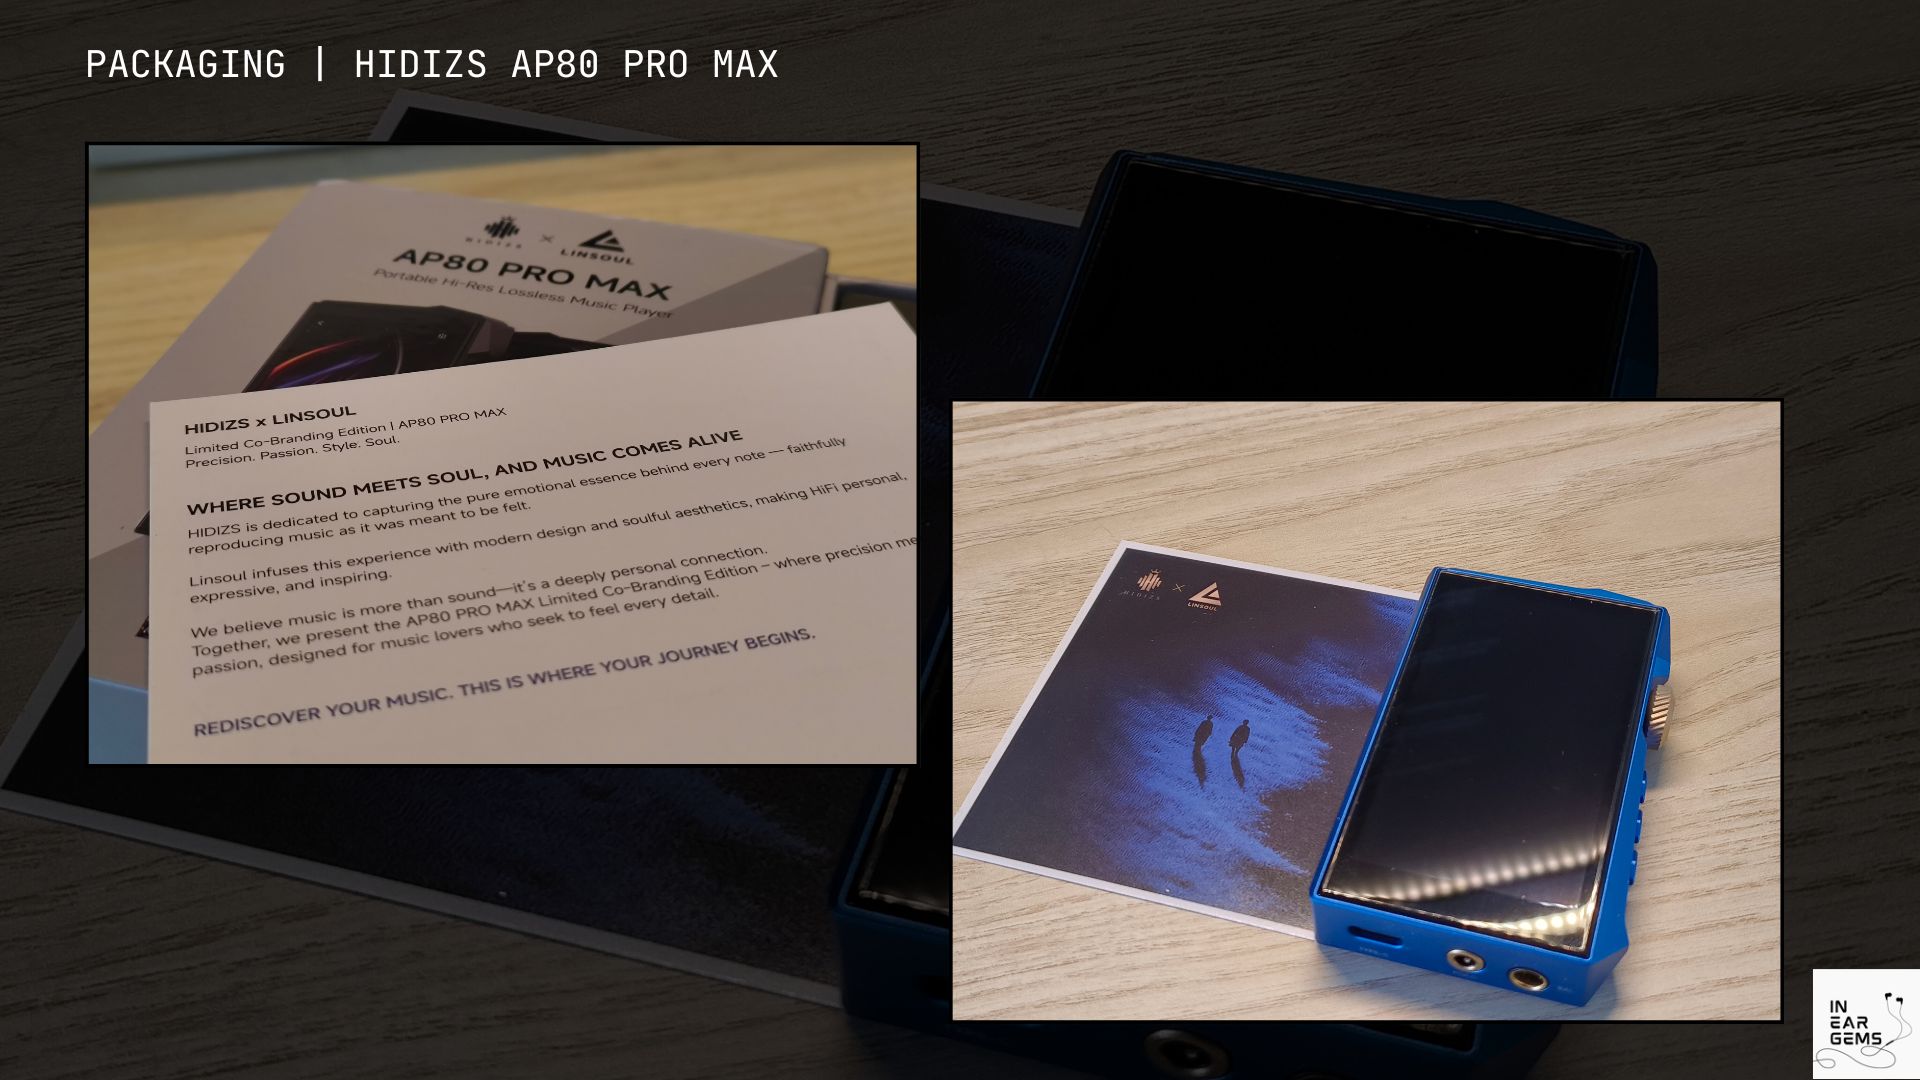 PACKAGING | HIDIZS AP80 PRO MAX
HIDIZS × LINSOUL
AP80 PRO MAX
Portable Hi-Res Lossless Music Player
HIDIZS x LINSOUL
Limited Co-Branding Edition | AP80 PRO MAX
Precision. Passion. Style. Soul.
WHERE SOUND MEETS SOUL, AND MUSIC COMES ALIVE
HIDIZS is dedicated to capturing the pure emotional essence behind every note — faithfully
reproducing music as it was meant to be felt.
Linsoul infuses this experience with modern design and soulful aesthetics, making HiFi personal,
expressive, and inspiring.
We believe music is more than sound—it's a deeply personal connection.
Together, we present the AP80 PRO MAX Limited Co-Branding Edition – where precision me
passion, designed for music lovers who seek to feel every detail.
REDISCOVER YOUR MUSIC. THIS IS WHERE YOUR JOURNEY BEGINS.
HIDIZS × LINSOUL
IN
EAR
GEMS